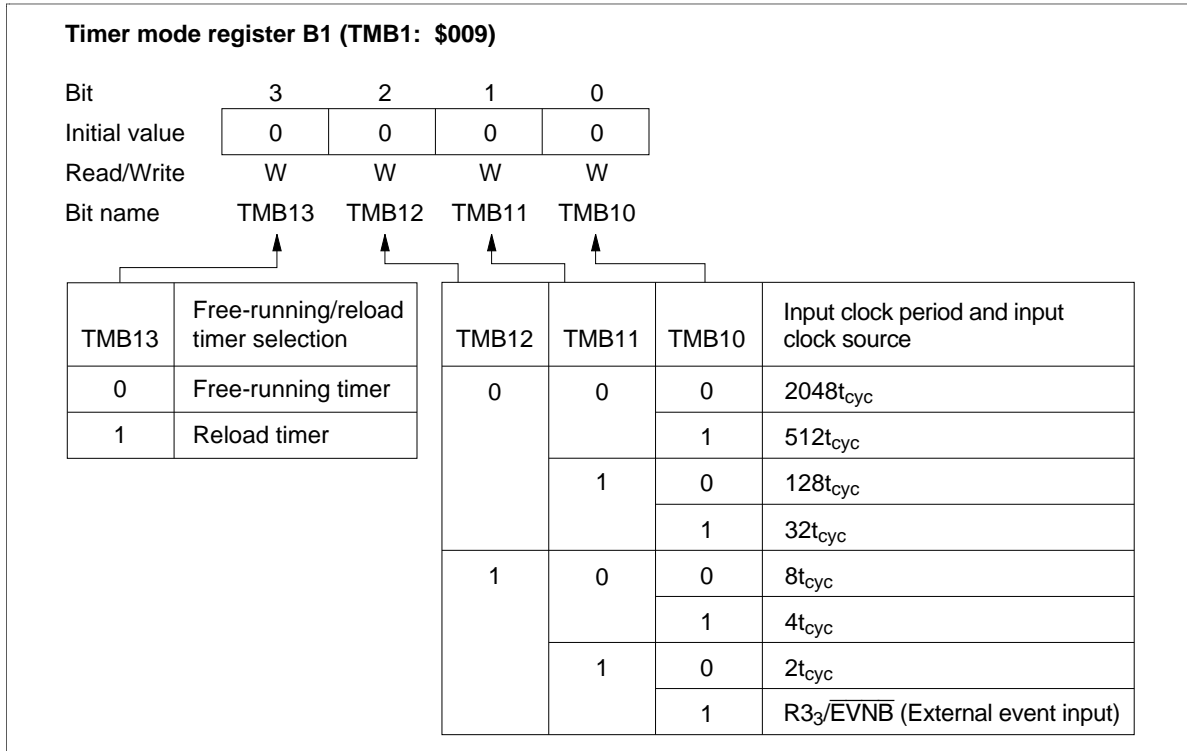 Timer mode register B1 (TMB1: $009)
Bit 3 2 1 0
Initial value 0 0 0 0
Read/Write W W W W
Bit name TMB13 TMB12 TMB11 TMB10
TMB13 Free-running/reload timer selection
0 Free-running timer
1 Reload timer
TMB12 TMB11 TMB10 Input clock period and input clock source
0 0 0 2048tcyc
1 512tcyc
1 0 128tcyc
1 32tcyc
1 0 0 8tcyc
1 4tcyc
1 0 2tcyc
1 R33/E̅V̅N̅B̅ (External event input)